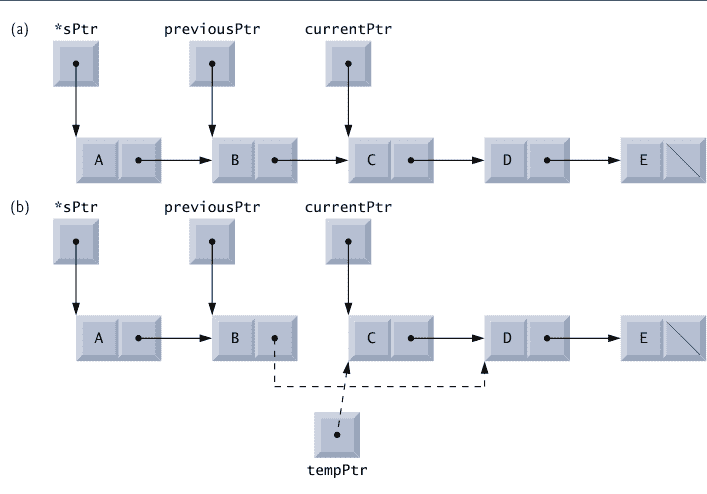 (a) *sPtr previousPtr currentPtr
A B C D E
(b) *sPtr previousPtr currentPtr
A B C D E
tempPtr